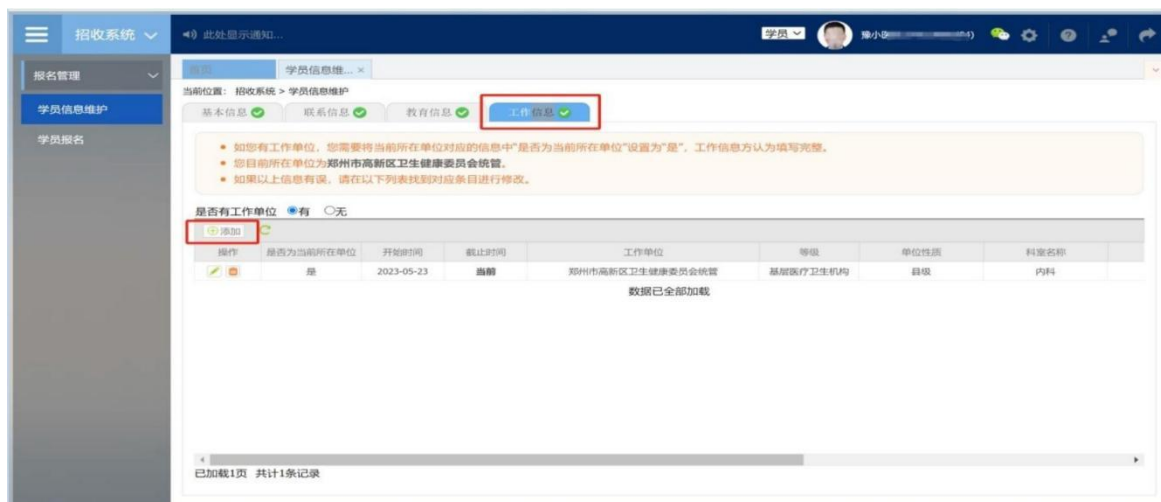 招收系统
此处显示通知...
学员
报名管理
首页
学员信息维...×
学员信息维护
学员报名
当前位置: 招收系统 > 学员信息维护
基本信息
联系信息
教育信息
工作信息
如您有工作单位,您需要将当前所在单位对应的信息中“是否为当前所在单位”设置为“是”,工作信息方认为填写完整。
您目前所在单位为郑州市高新区卫生健康委员会统管。
如果以上信息有误,请在以下列表找到对应条目进行修改。
是否有工作单位 有 无
添加
操作 是否为当前所在单位 开始时间 截止时间 工作单位 等级 单位性质 科室名称
是 2023-05-23 当前 郑州市高新区卫生健康委员会统管 基层医疗卫生机构 县级 内科
数据已全部加载
已加载1页 共计1条记录